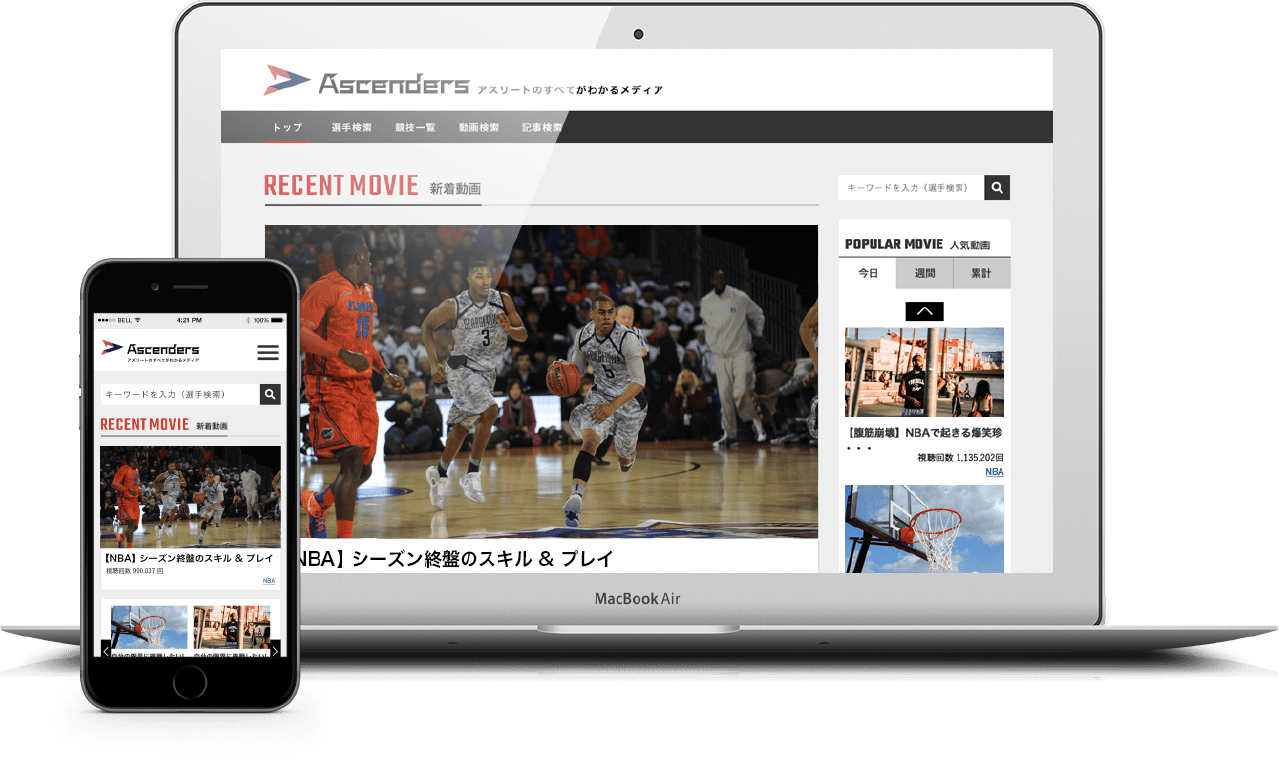 Ascenders アスリートのすべてがわかるメディア
トップ 選手検索 競技一覧 動画検索 記事検索
RECENT MOVIE 新着動画
キーワードを入力（選手検索）
POPULAR MOVIE 人気動画
今日 週間 累計
FLORIDA
15
GEORGETOWN
3
5
【腹筋崩壊】NBAで起きる爆笑珍
・・・
視聴回数 1,135,202回
NBA
NBA】シーズン終盤のスキル & プレイ
MacBook Air
BELL 4:21 PM 100%
Ascenders
アスリートのすべてがわかるメディア
キーワードを入力（選手検索）
RECENT MOVIE 新着動画
【NBA】シーズン終盤のスキル & プレイ
視聴回数 990.037 回
NBA